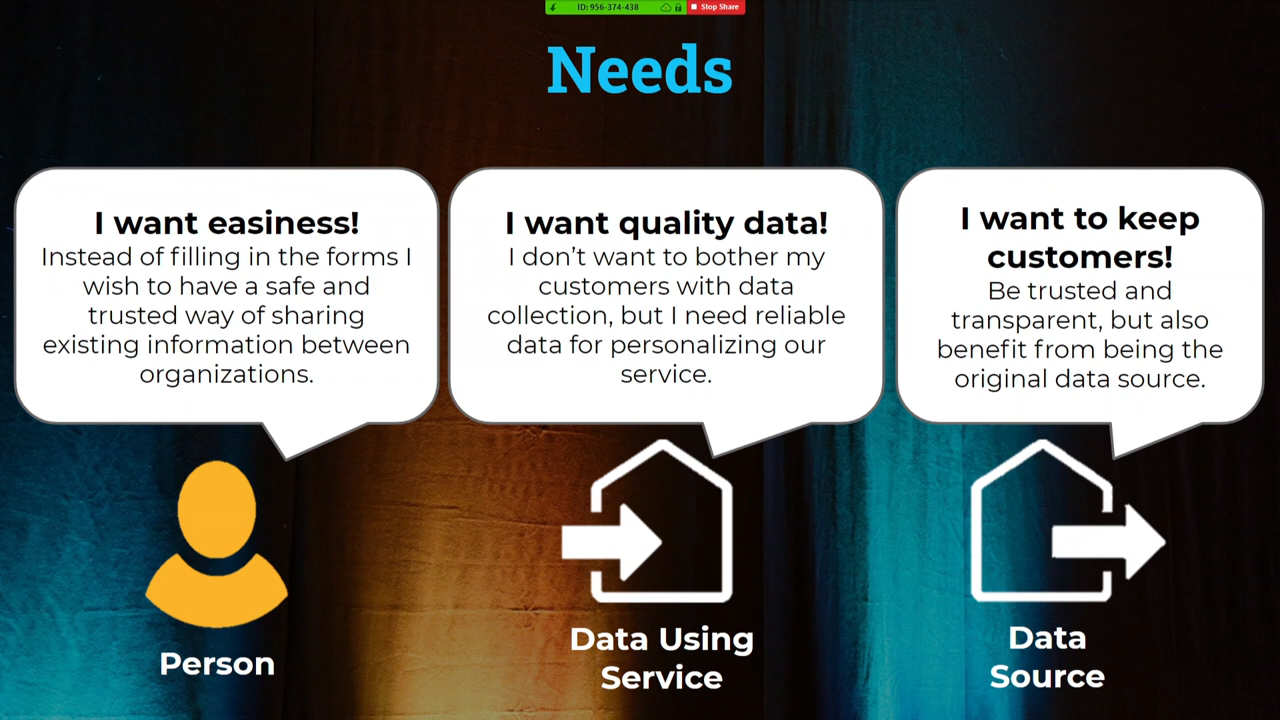 ID: 956-374-438
Stop Share
Needs
I want easiness!
Instead of filling in the forms I
wish to have a safe and
trusted way of sharing
existing information between
organizations.
I want quality data!
I don’t want to bother my
customers with data
collection, but I need reliable
data for personalizing our
service.
I want to keep
customers!
Be trusted and
transparent, but also
benefit from being the
original data source.
Person
Data Using
Service
Data
Source